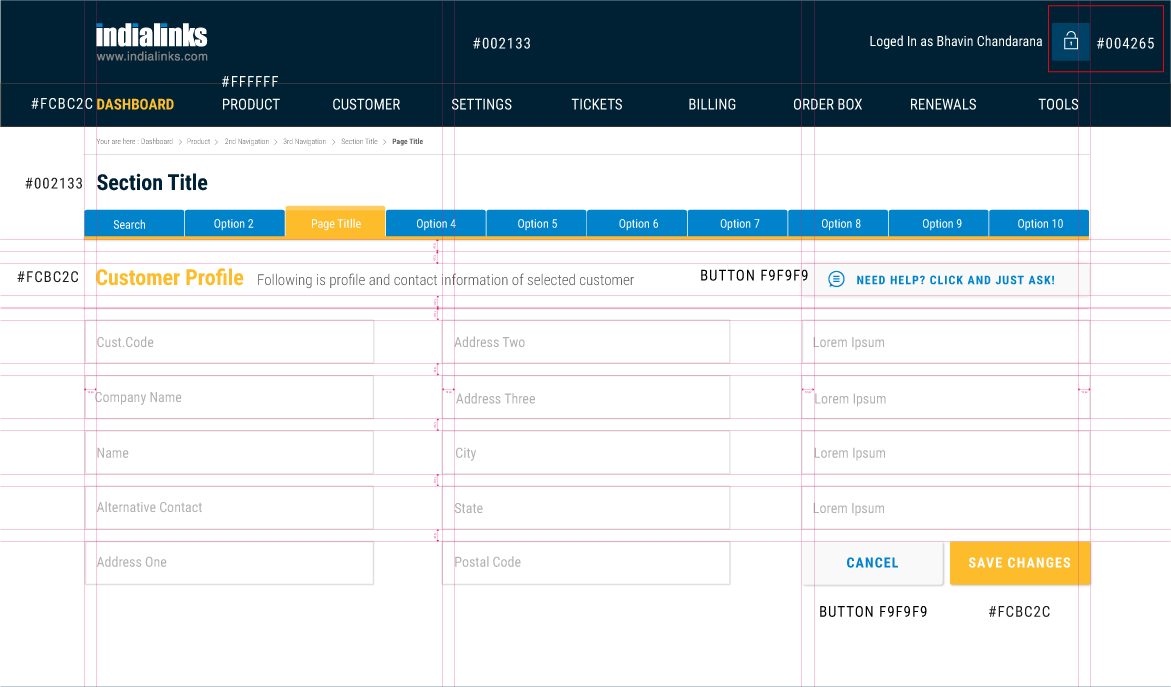 indialinks
www.indialinks.com
#002133
Loged In as Bhavin Chandarana
#004265
#FFFFFF
#FCBC2C DASHBOARD PRODUCT CUSTOMER SETTINGS TICKETS BILLING ORDER BOX RENEWALS TOOLS
Your are here : Dashboard > Product > 2nd Navigation > 3rd Navigation > Section Title > Page Title
#002133 Section Title
Search Option 2 Page Titlle Option 4 Option 5 Option 6 Option 7 Option 8 Option 9 Option 10
#FCBC2C Customer Profile Following is profile and contact information of selected customer BUTTON F9F9F9 NEED HELP? CLICK AND JUST ASK!
Cust.Code Address Two Lorem Ipsum
Company Name Address Three Lorem Ipsum
Name City Lorem Ipsum
Alternative Contact State Lorem Ipsum
Address One Postal Code CANCEL SAVE CHANGES
BUTTON F9F9F9 #FCBC2C